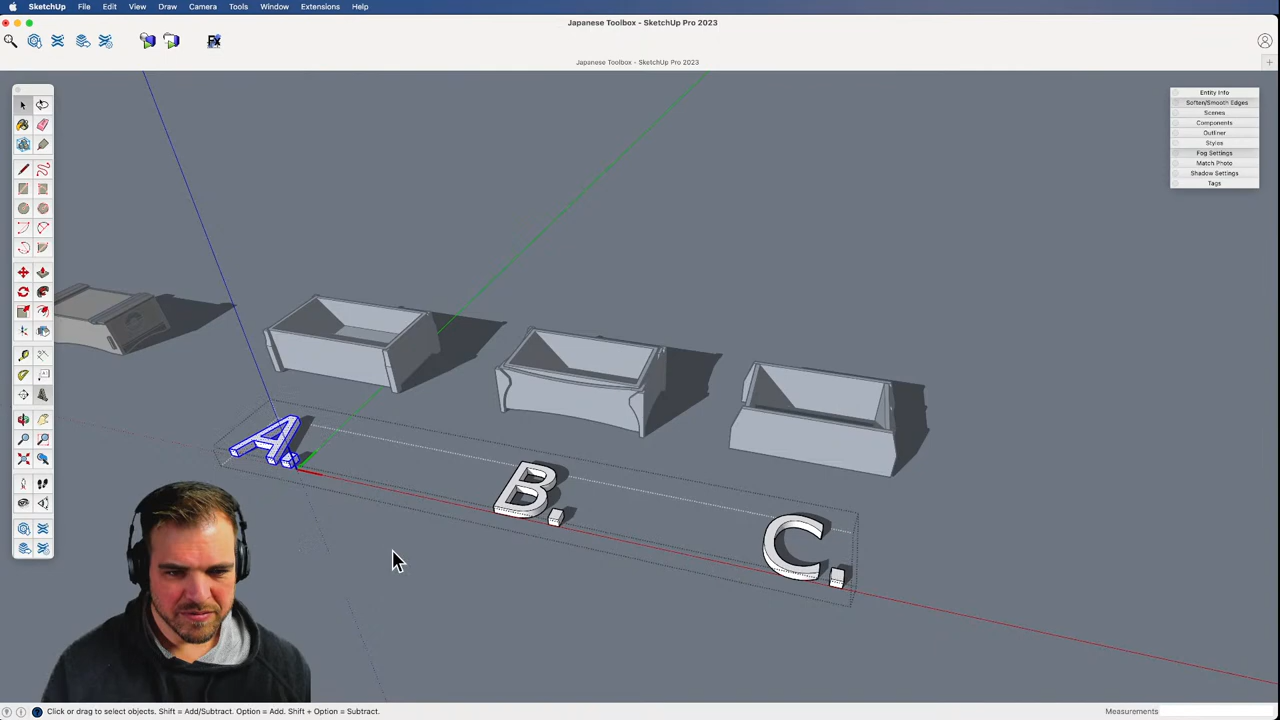 SketchUp File Edit View Draw Camera Tools Window Extensions Help
Japanese Toolbox - SketchUp Pro 2023
Japanese Toolbox - SketchUp Pro 2023
Entity Info
Soften/Smooth Edges
Scenes
Components
Outliner
Styles
Fog Settings
Match Photo
Shadow Settings
Tags
A.
B.
C.
Click or drag to select objects. Shift = Add/Subtract. Option = Add. Shift + Option = Subtract.
Measurements